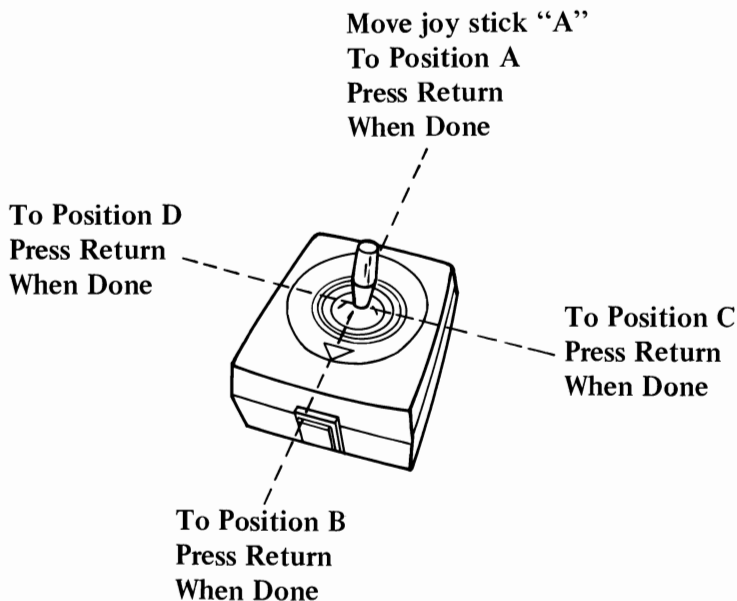 Move joy stick “A”
To Position A
Press Return
When Done
To Position D
Press Return
When Done
To Position C
Press Return
When Done
To Position B
Press Return
When Done